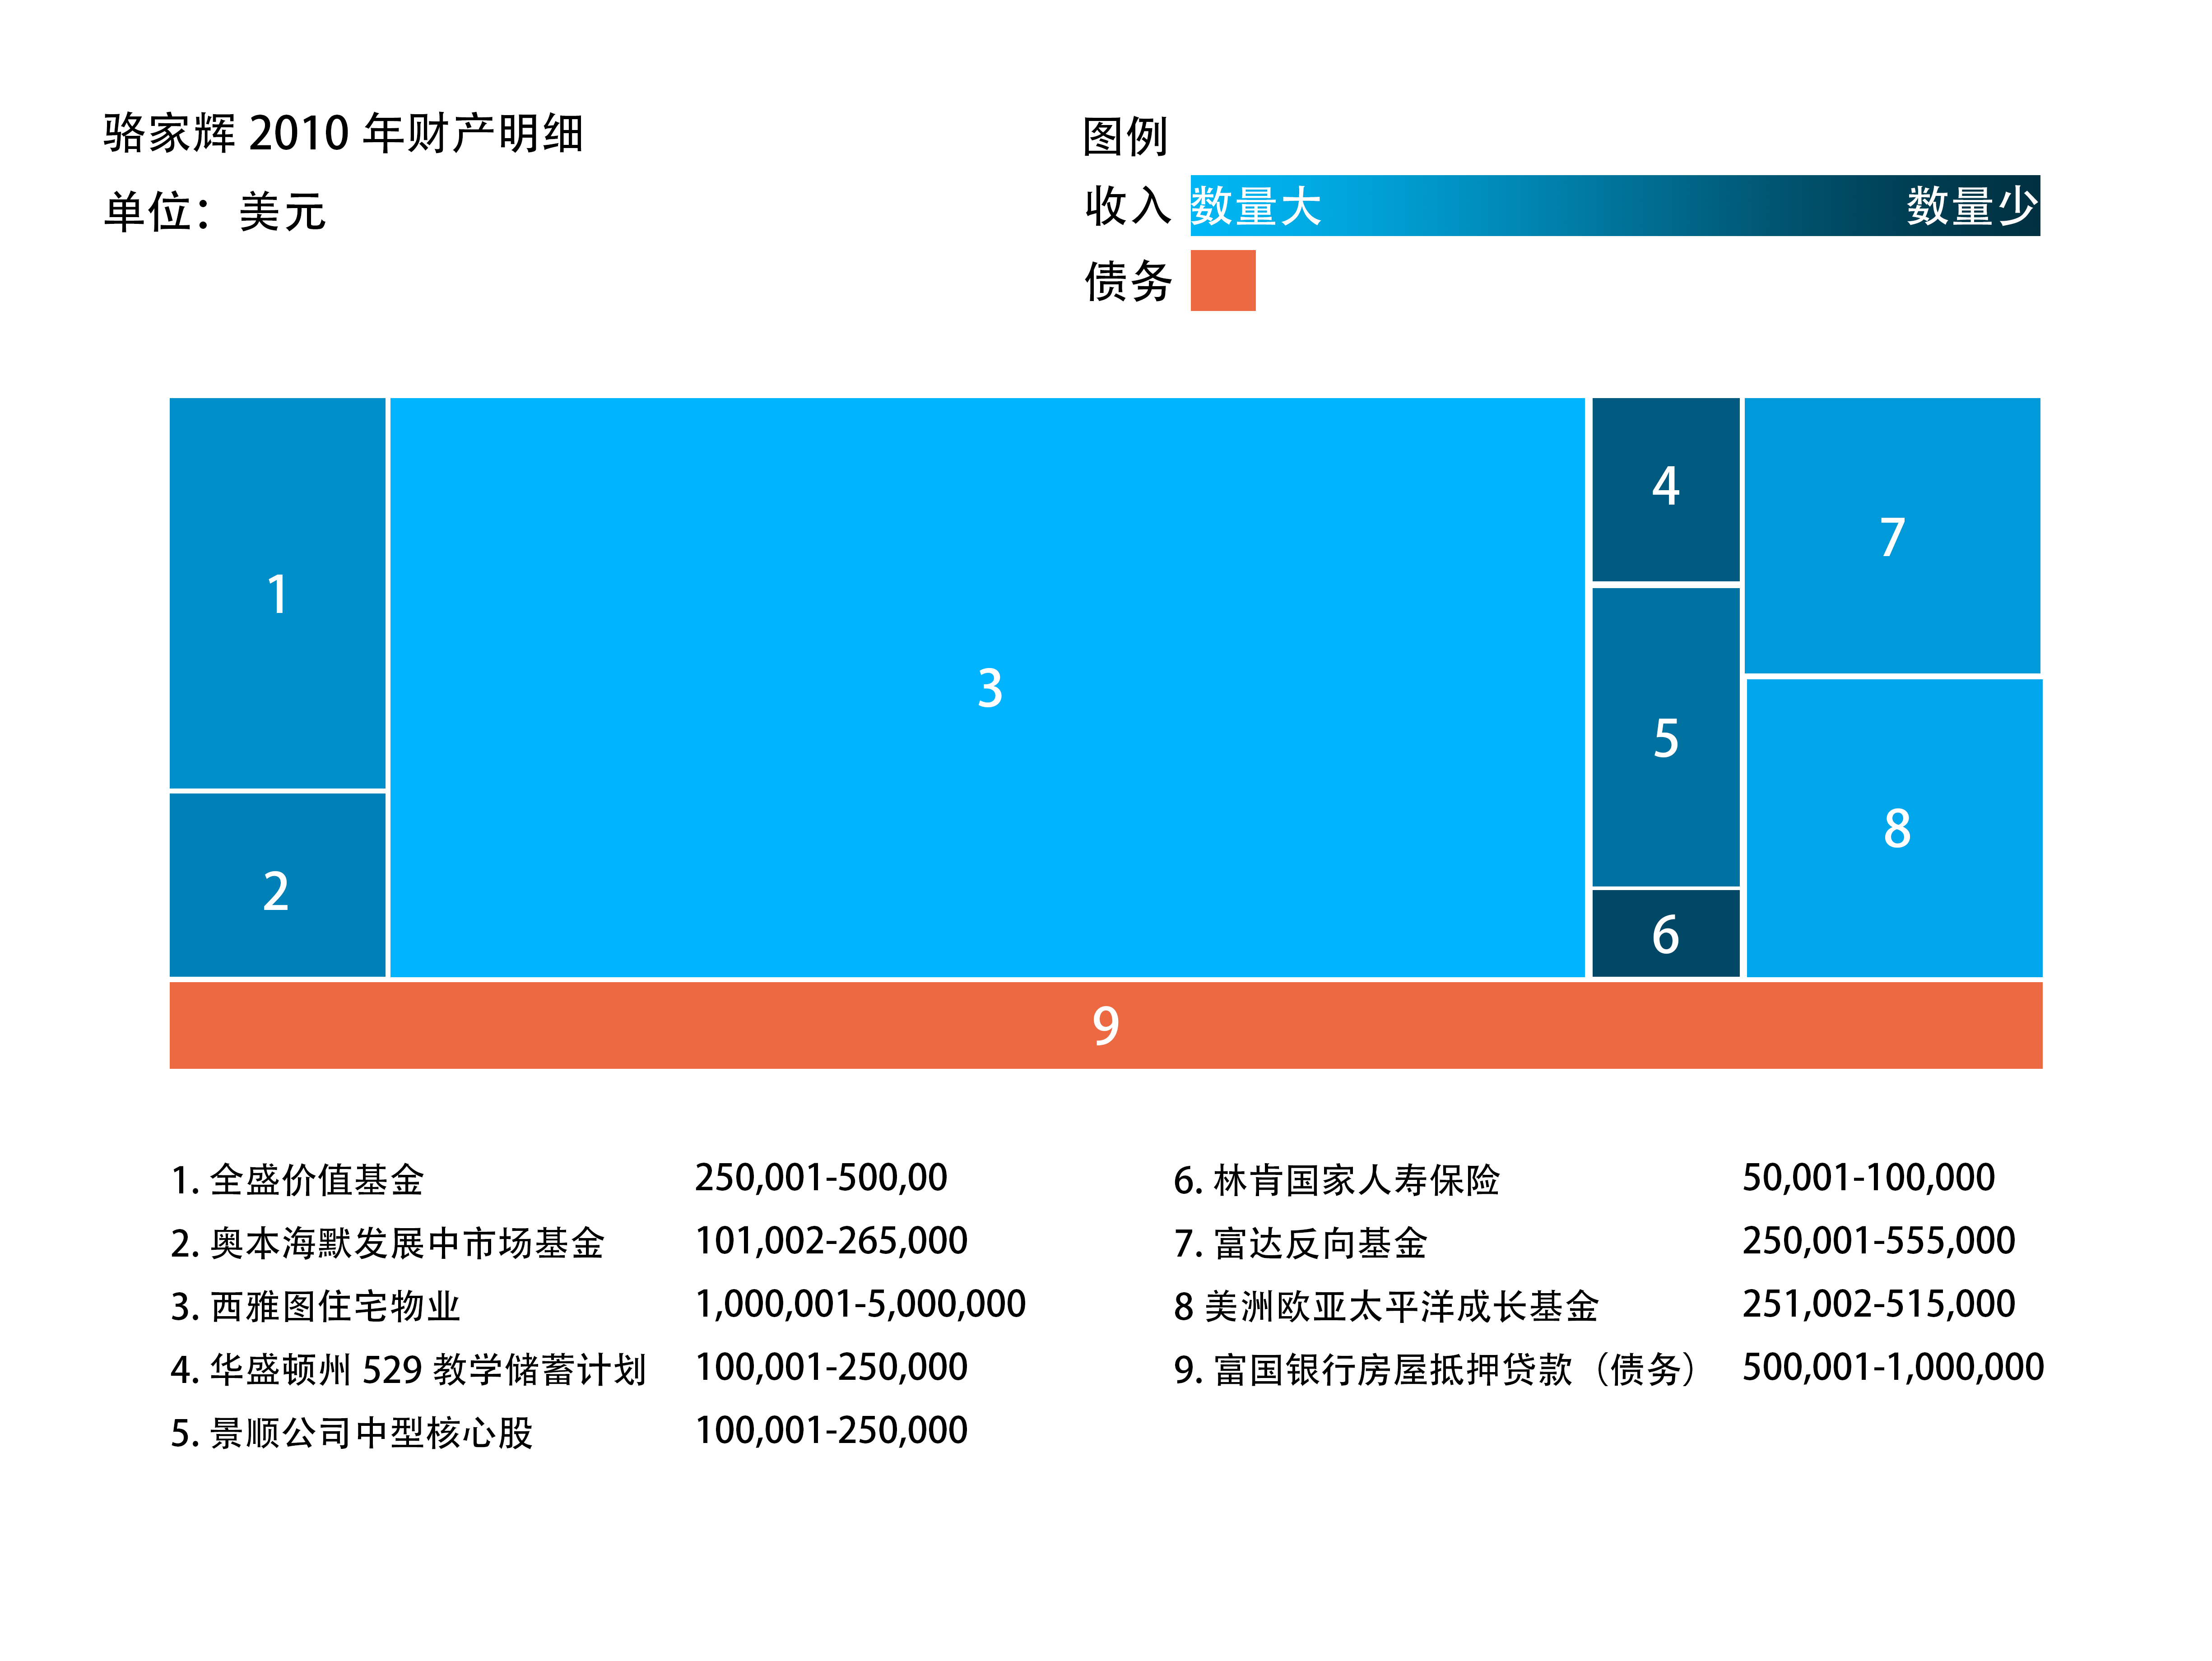 骆家辉 2010 年财产明细
单位：美元
图例
收入 数量大 数量少
债务
1
2
3
4
5
6
7
8
9
1. 全盛价值基金 250,001-500,00
2. 奥本海默发展中市场基金 101,002-265,000
3. 西雅图住宅物业 1,000,001-5,000,000
4. 华盛顿州 529 教学储蓄计划 100,001-250,000
5. 景顺公司中型核心股 100,001-250,000
6. 林肯国家人寿保险 50,001-100,000
7. 富达反向基金 250,001-555,000
8 美洲欧亚太平洋成长基金 251,002-515,000
9. 富国银行房屋抵押贷款（债务） 500,001-1,000,000